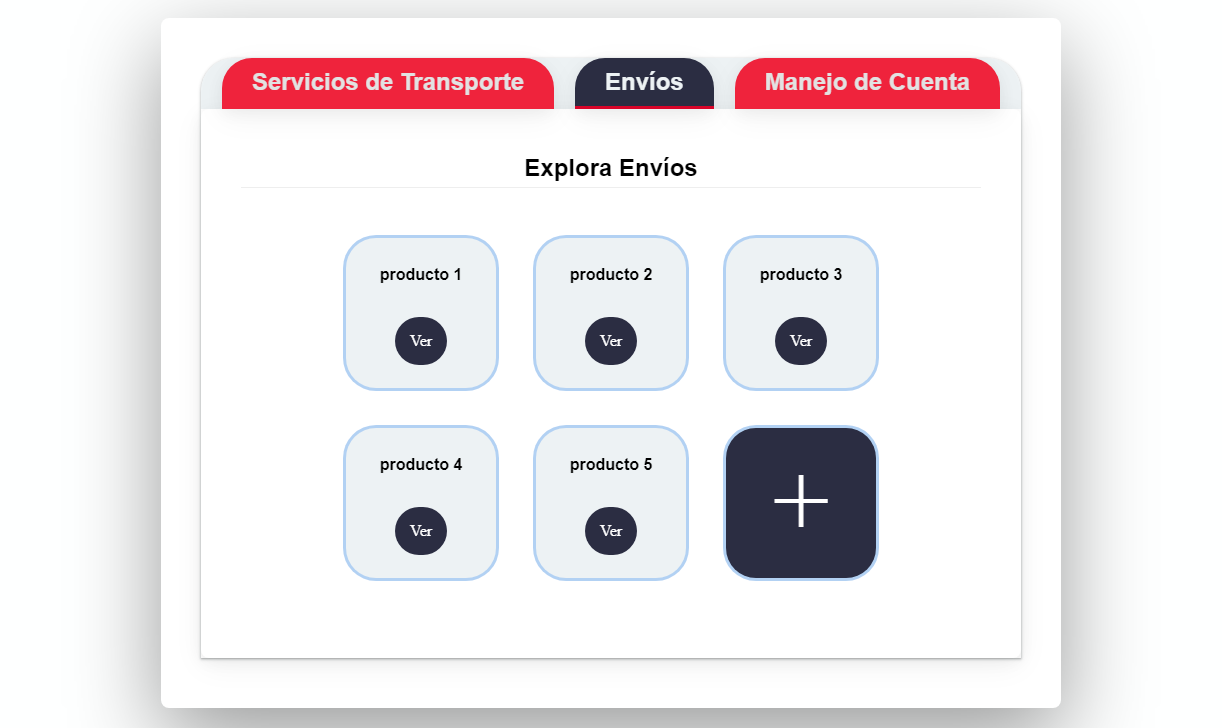 Servicios de Transporte Envíos Manejo de Cuenta
Explora Envíos
producto 1 producto 2 producto 3
Ver Ver Ver
producto 4 producto 5
Ver Ver